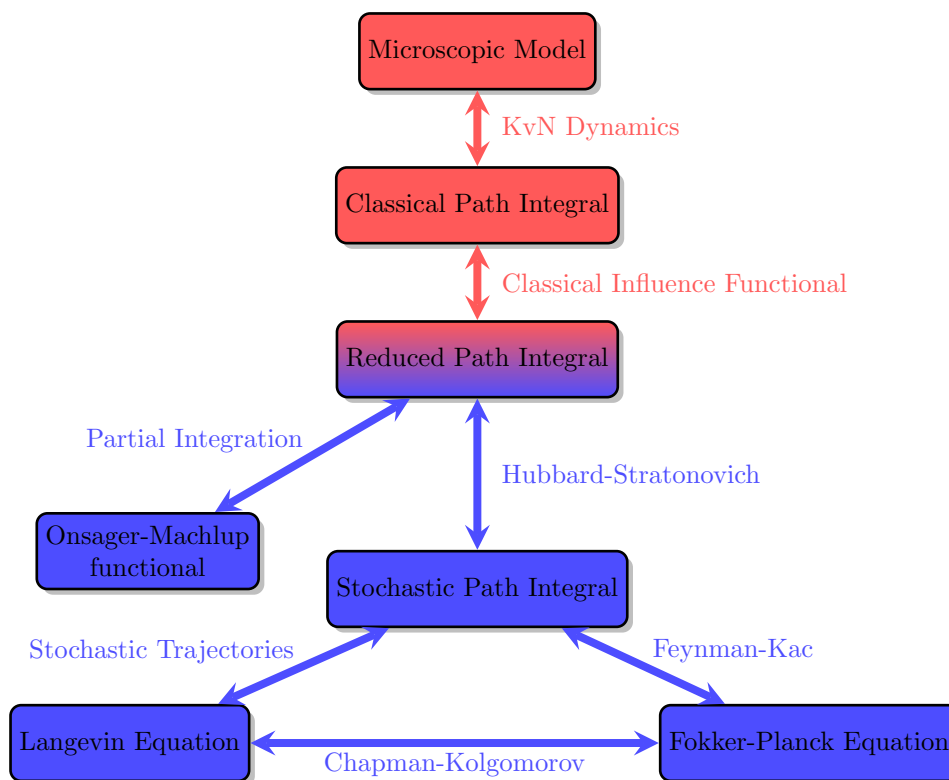 Microscopic Model
KvN Dynamics
Classical Path Integral
Classical Influence Functional
Reduced Path Integral
Partial Integration
Hubbard-Stratonovich
Onsager-Machlup
functional
Stochastic Path Integral
Stochastic Trajectories
Feynman-Kac
Langevin Equation
Fokker-Planck Equation
Chapman-Kolgomorov